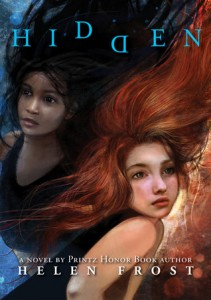 HIDDEN
A NOVEL BY PRINTZ HONOR BOOK AUTHOR
HELEN FROST